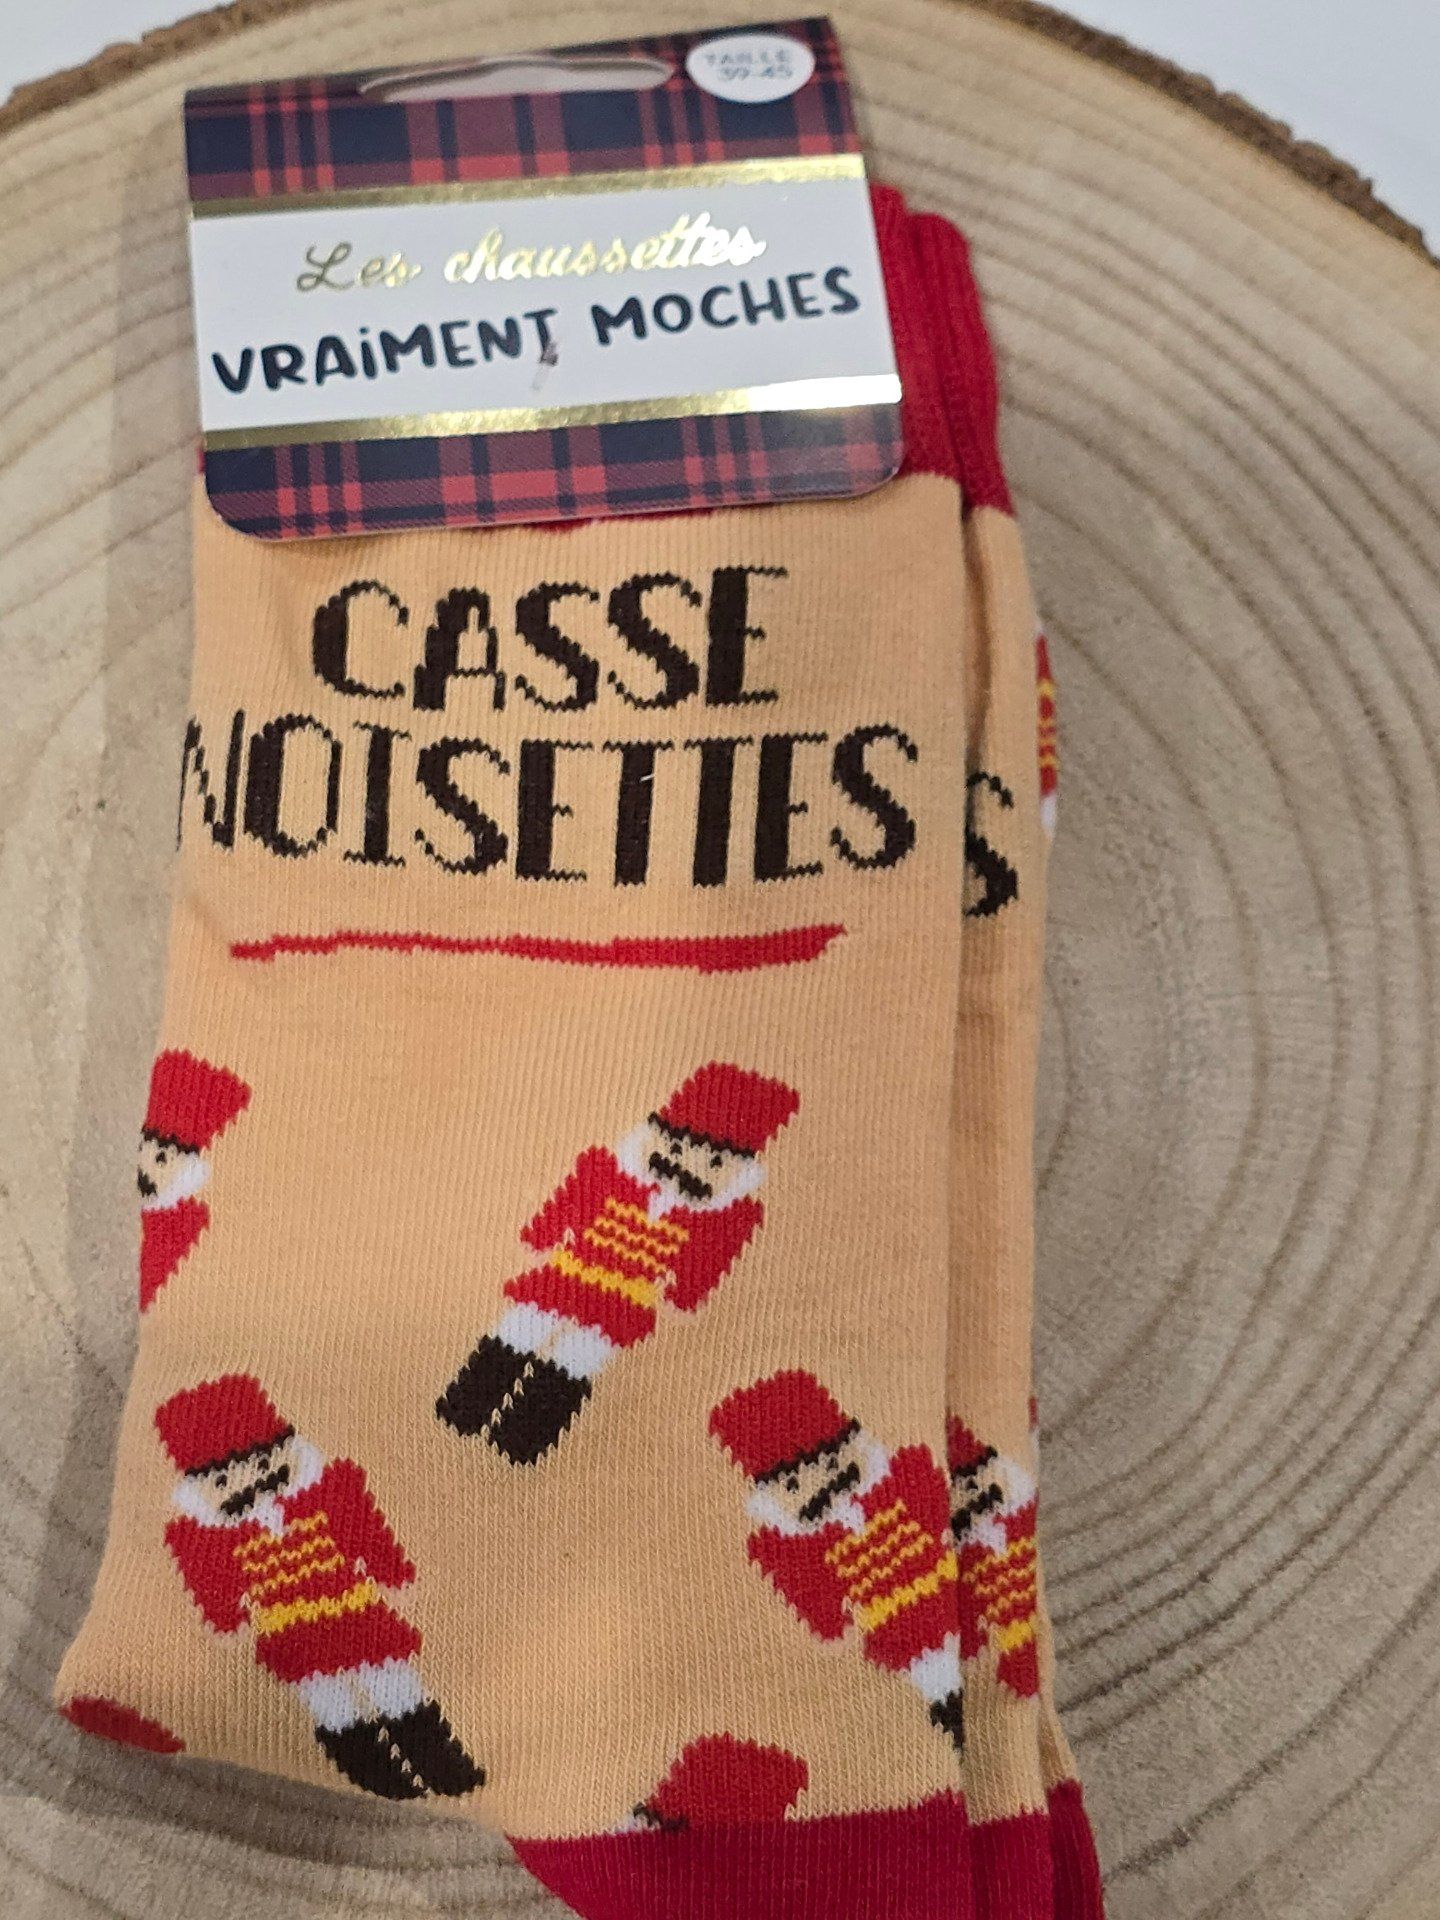 TAILLE
39-45
Les chaussettes
VRAiMENT MOCHES
CASSE
NOISETTES
S